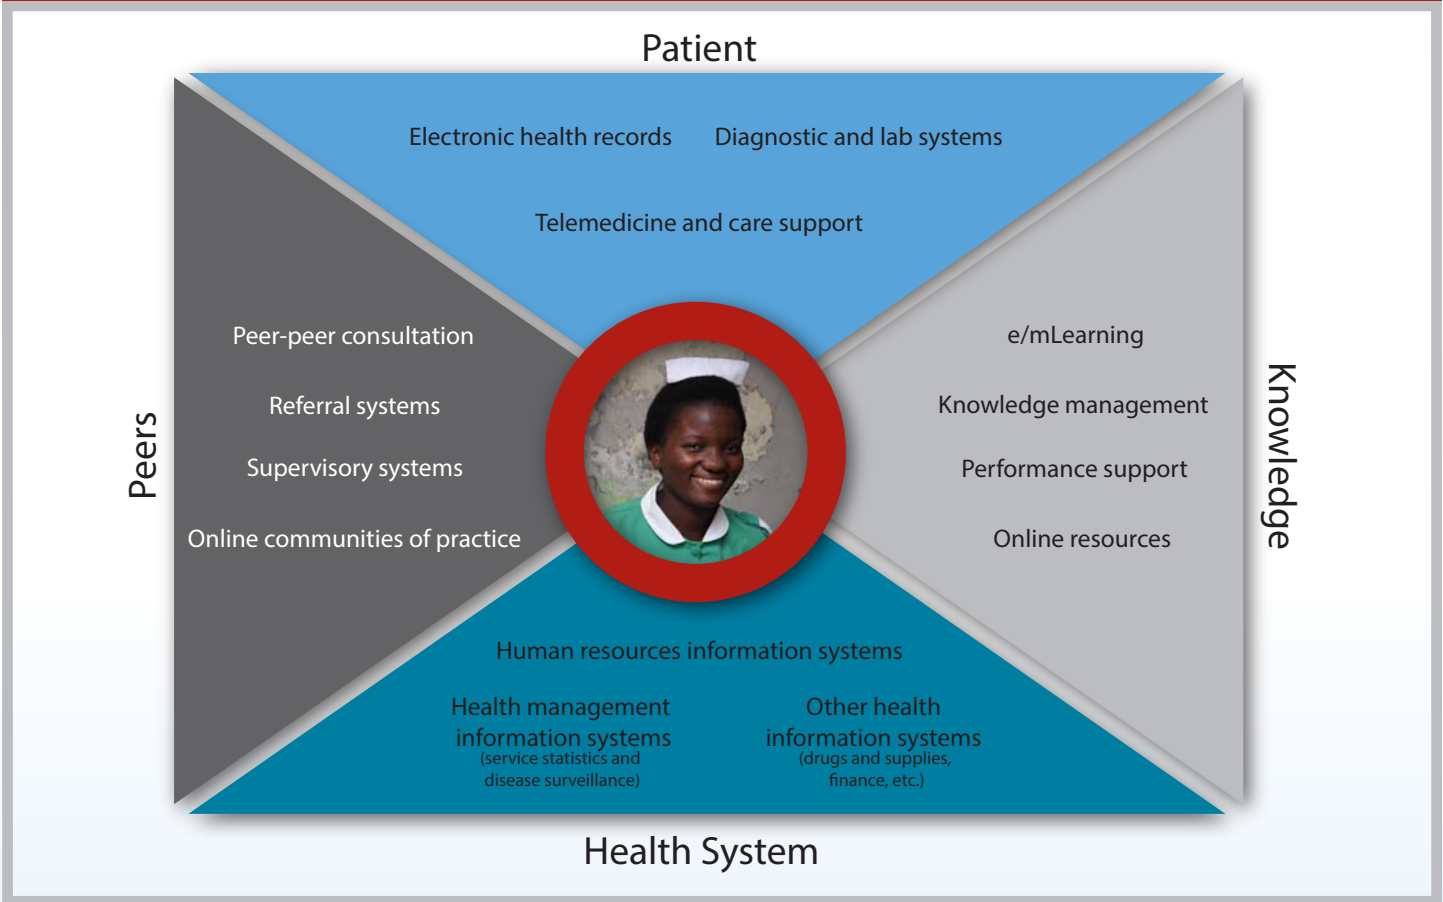 Patient
Electronic health records
Diagnostic and lab systems
Telemedicine and care support
Peers
Peer-peer consultation
Referral systems
Supervisory systems
Online communities of practice
e/mLearning
Knowledge management
Performance support
Online resources
Knowledge
Human resources information systems
Health management
information systems
(service statistics and
disease surveillance)
Other health
information systems
(drugs and supplies,
finance, etc.)
Health System